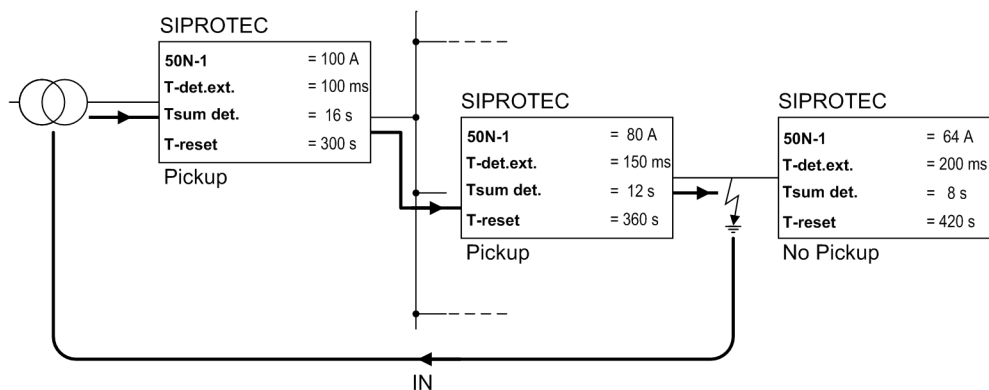 SIPROTEC
50N-1 = 100 A
T-det.ext. = 100 ms
Tsum det. = 16 s
T-reset = 300 s
Pickup
SIPROTEC
50N-1 = 80 A
T-det.ext. = 150 ms
Tsum det. = 12 s
T-reset = 360 s
Pickup
SIPROTEC
50N-1 = 64 A
T-det.ext. = 200 ms
Tsum det. = 8 s
T-reset = 420 s
No Pickup
IN